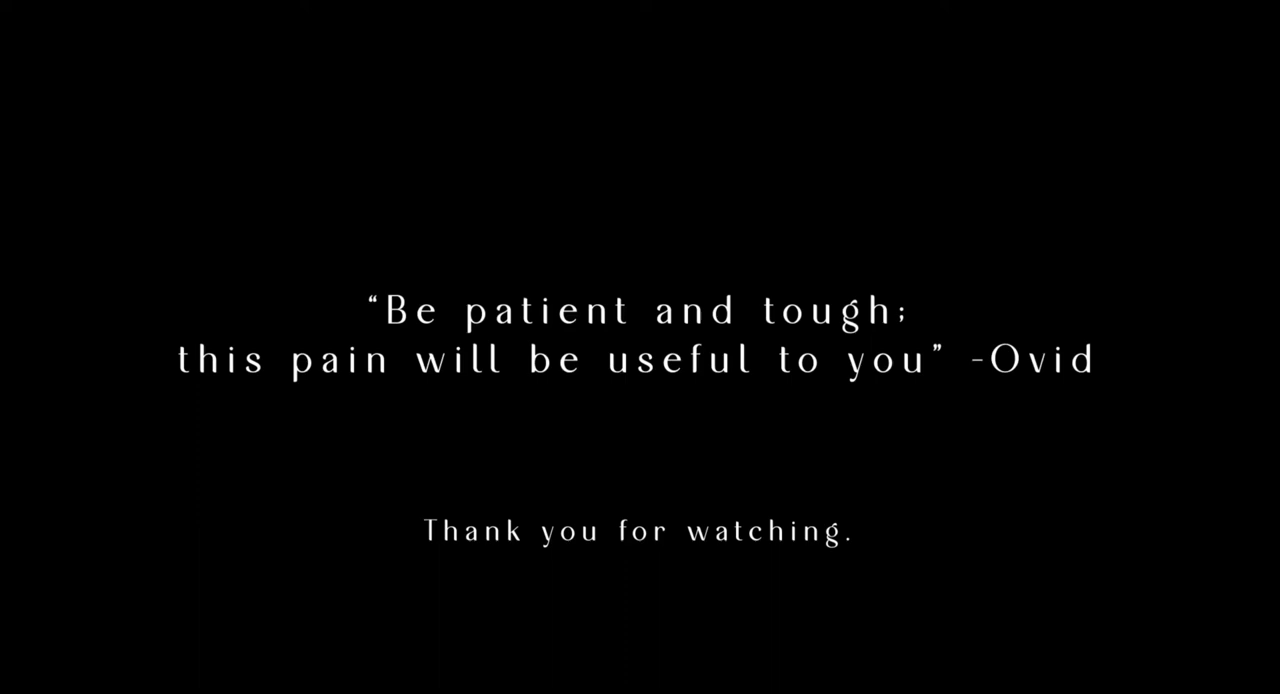 “Be patient and tough;
this pain will be useful to you” -Ovid
Thank you for watching.